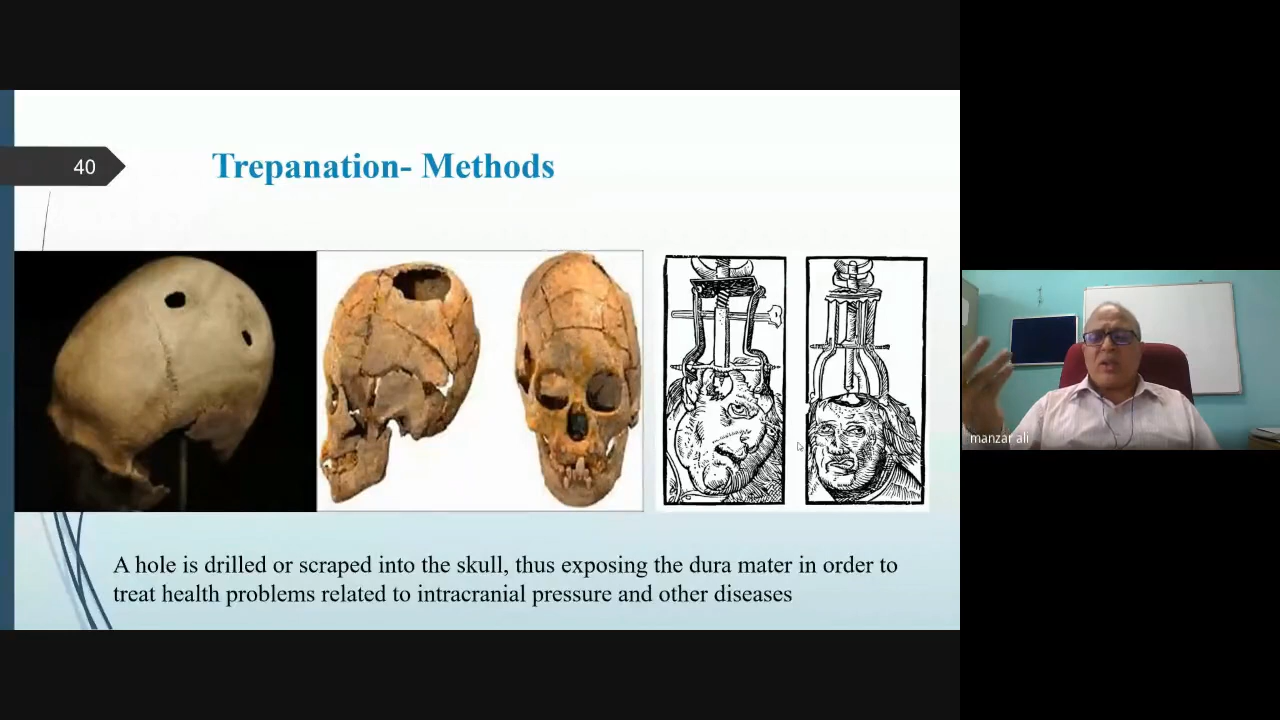 40
Trepanation- Methods
A hole is drilled or scraped into the skull, thus exposing the dura mater in order to
treat health problems related to intracranial pressure and other diseases
manzar ali